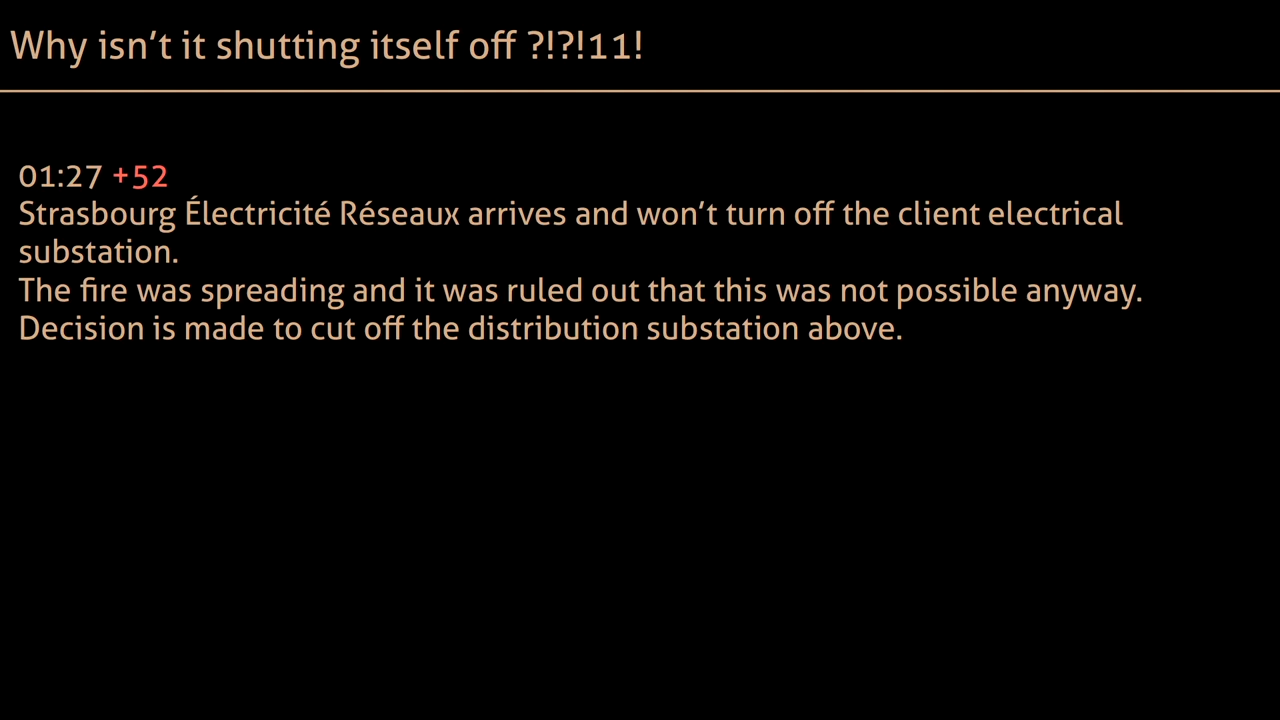 Why isn’t it shutting itself off ?!?!11!
01:27 +52
Strasbourg Électricité Réseaux arrives and won’t turn off the client electrical
substation.
The fire was spreading and it was ruled out that this was not possible anyway.
Decision is made to cut off the distribution substation above.